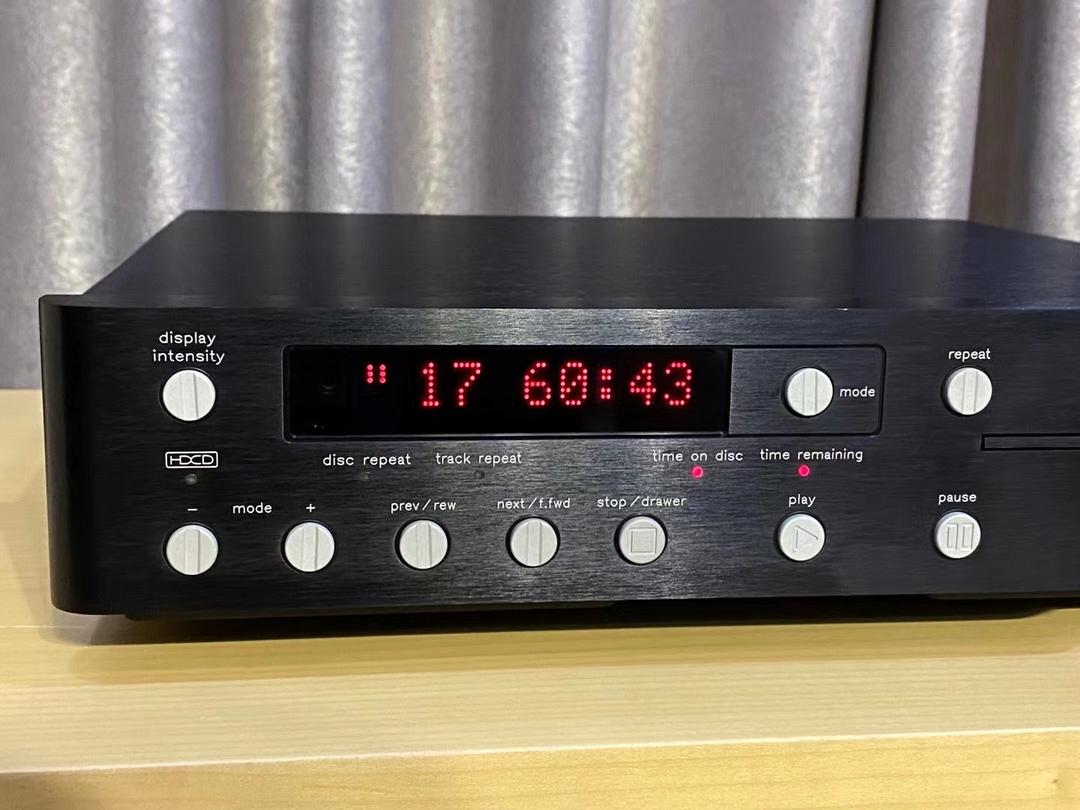 display
intensity
17 60:43
mode
repeat
HDCD
disc repeat
track repeat
time on disc
time remaining
− mode +
prev/rew
next/f.fwd
stop/drawer
play
pause